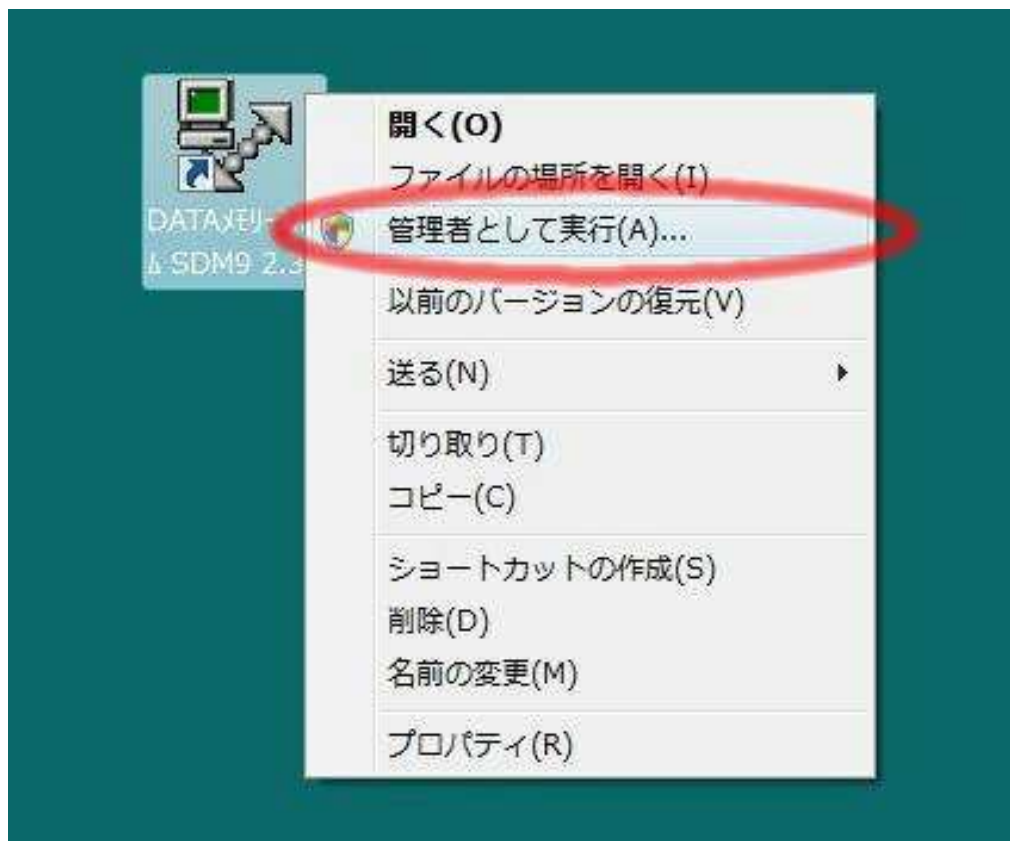 DATAメモリー
ム SDM9 2.3
開く(O)
ファイルの場所を開く(I)
管理者として実行(A)...
以前のバージョンの復元(V)
送る(N)
切り取り(T)
コピー(C)
ショートカットの作成(S)
削除(D)
名前の変更(M)
プロパティ(R)